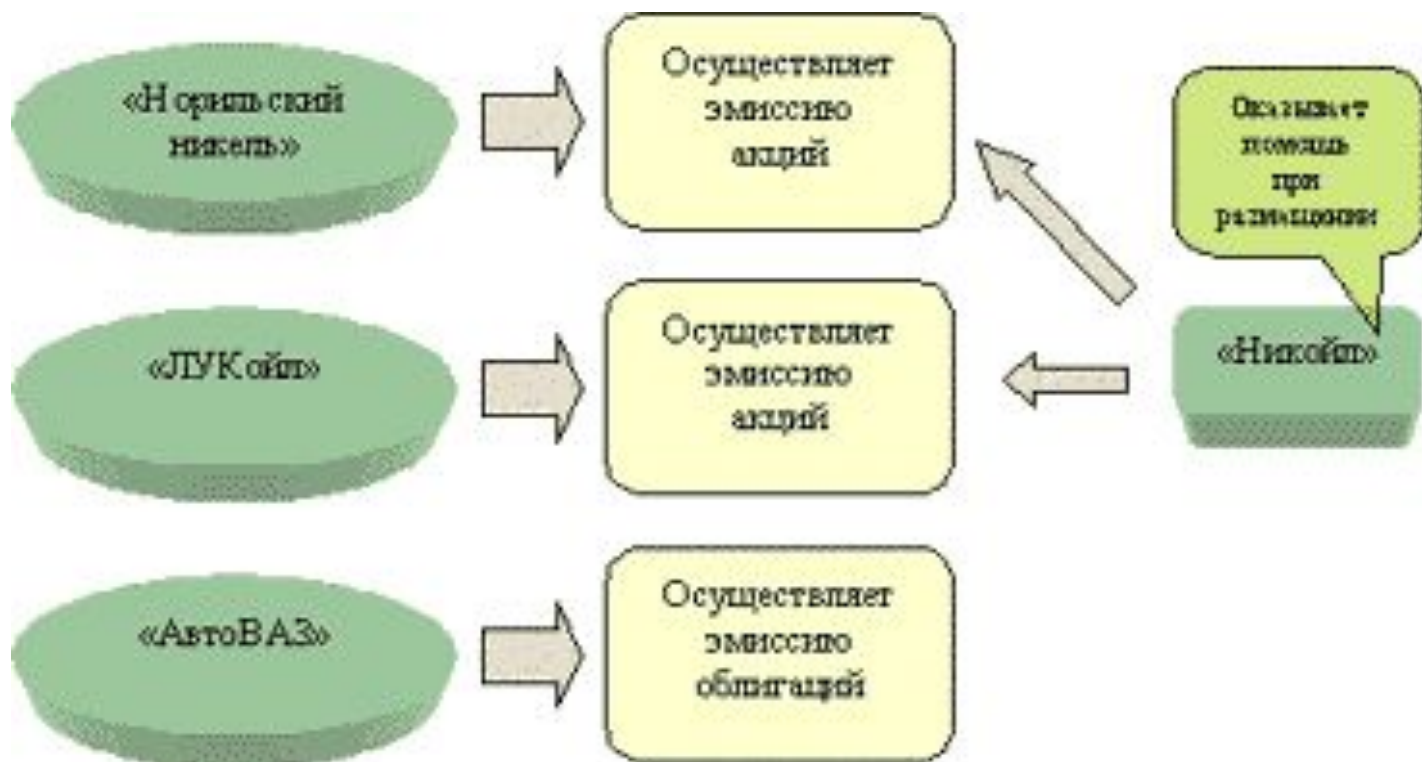 «Норильский
никель»
Осуществляет
эмиссию
акций
Оказывает
помощь
при
размещении
«ЛУКойл»
Осуществляет
эмиссию
акций
«Никойл»
«АвтоВАЗ»
Осуществляет
эмиссию
облигаций